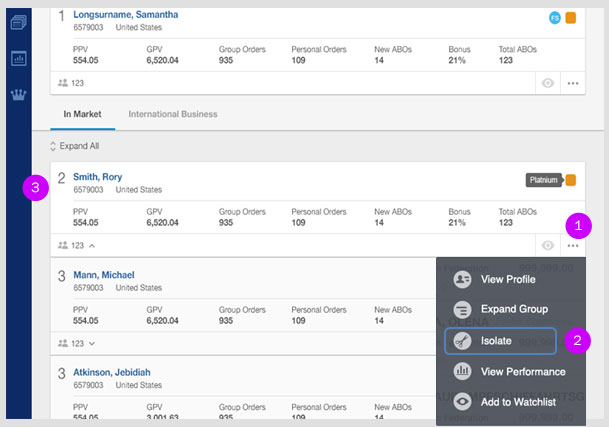 1 Longsurname, Samantha FS
6579003 United States
PPV GPV Group Orders Personal Orders New ABOs Bonus Total ABOs
554.05 6,520.04 935 109 14 21% 123
123
In Market International Business
Expand All
2 Smith, Rory Platnium
3
6579003 United States
PPV GPV Group Orders Personal Orders New ABOs Bonus Total ABOs
554.05 6,520.04 935 109 14 21% 123
1
123
3 Mann, Michael
6579003 United States
PPV GPV Group Orders Personal Orders New ABOs
554.05 6,520.04 935 109 14
123
3 Atkinson, Jebidiah
6579003 United States
PPV GPV Group Orders Personal Orders New ABOs
554.05 3,001.63 935 109 14
View Profile
Expand Group
Isolate 2
View Performance
Add to Watchlist